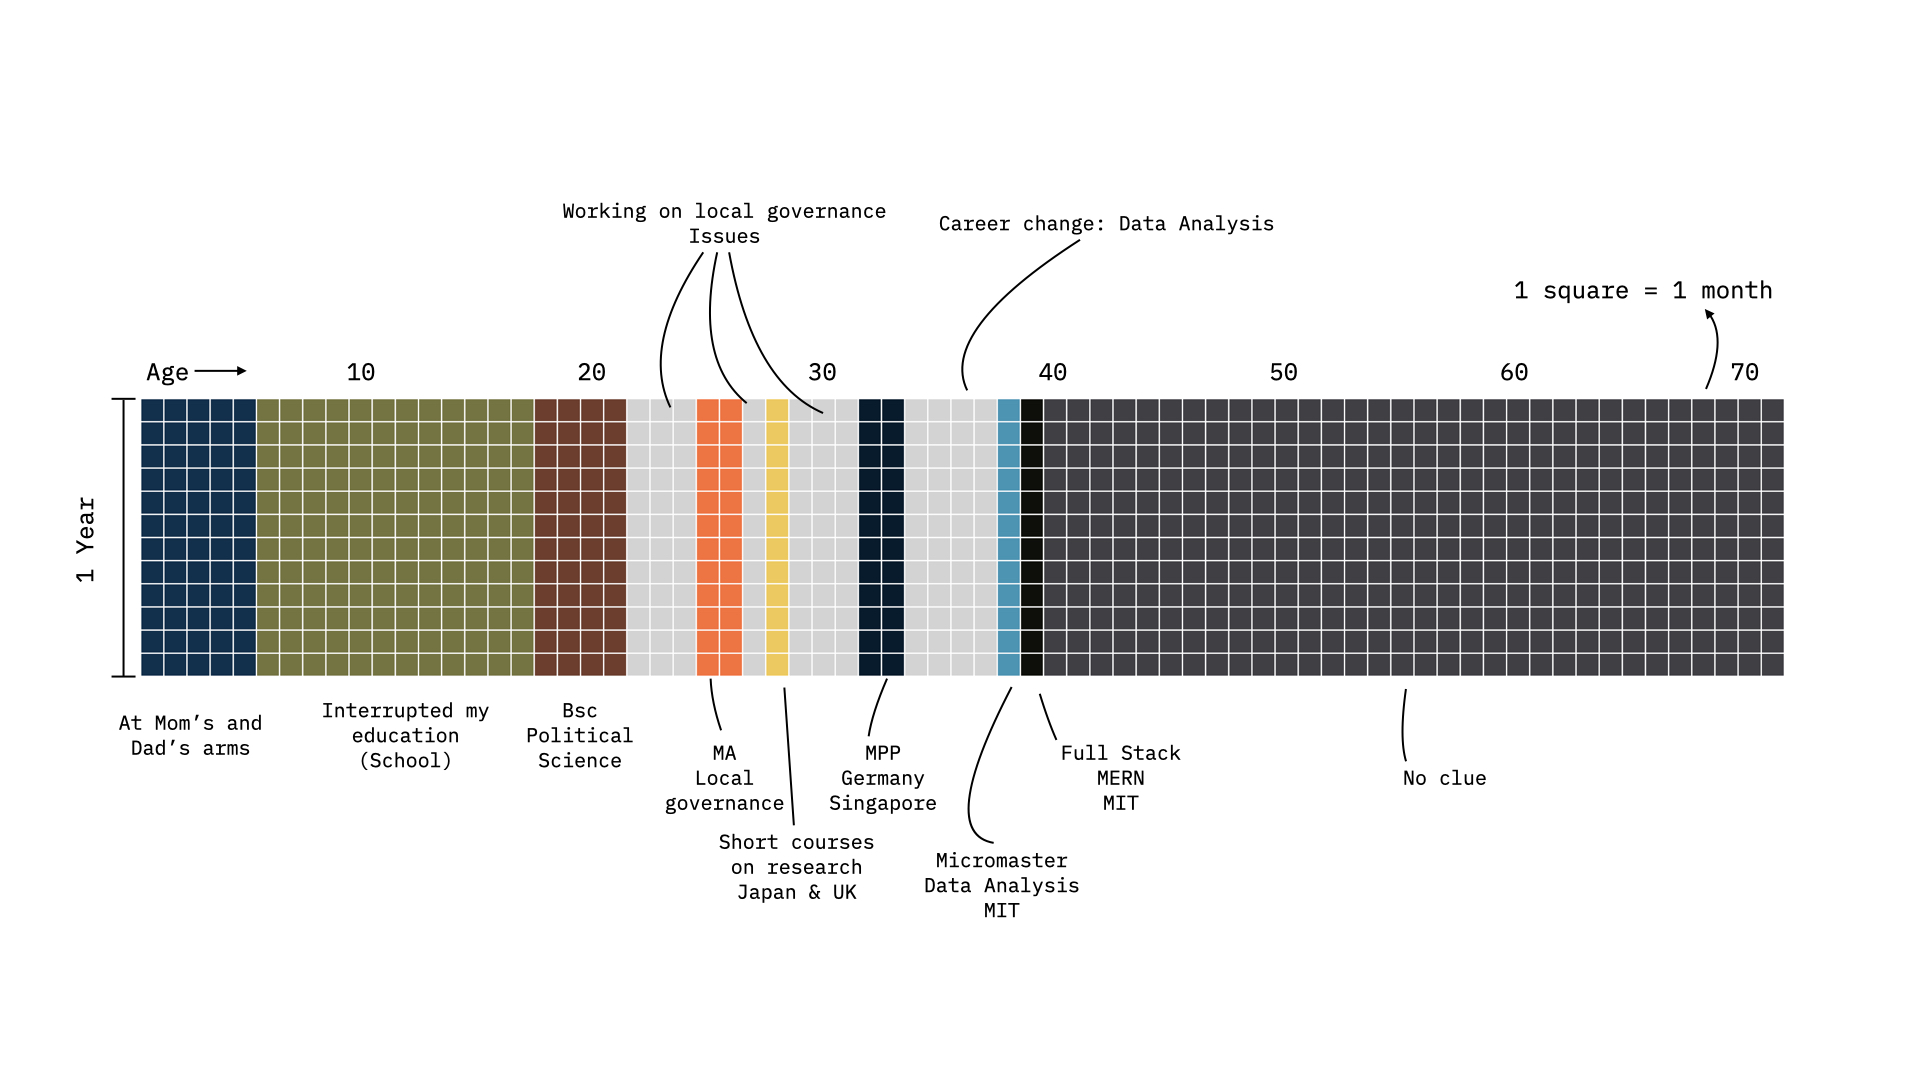 Working on local governance
Issues
Career change: Data Analysis
1 square = 1 month
Age
10
20
30
40
50
60
70
1 Year
At Mom’s and
Dad’s arms
Interrupted my
education
(School)
Bsc
Political
Science
MA
Local
governance
Short courses
on research
Japan & UK
MPP
Germany
Singapore
Micromaster
Data Analysis
MIT
Full Stack
MERN
MIT
No clue